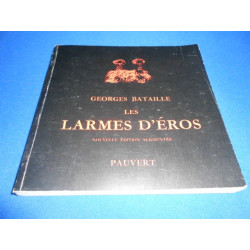 GEORGES BATAILLE
LES
LARMES D'ÉROS
NOUVELLE ÉDITION AUGMENTÉE
PAUVERT